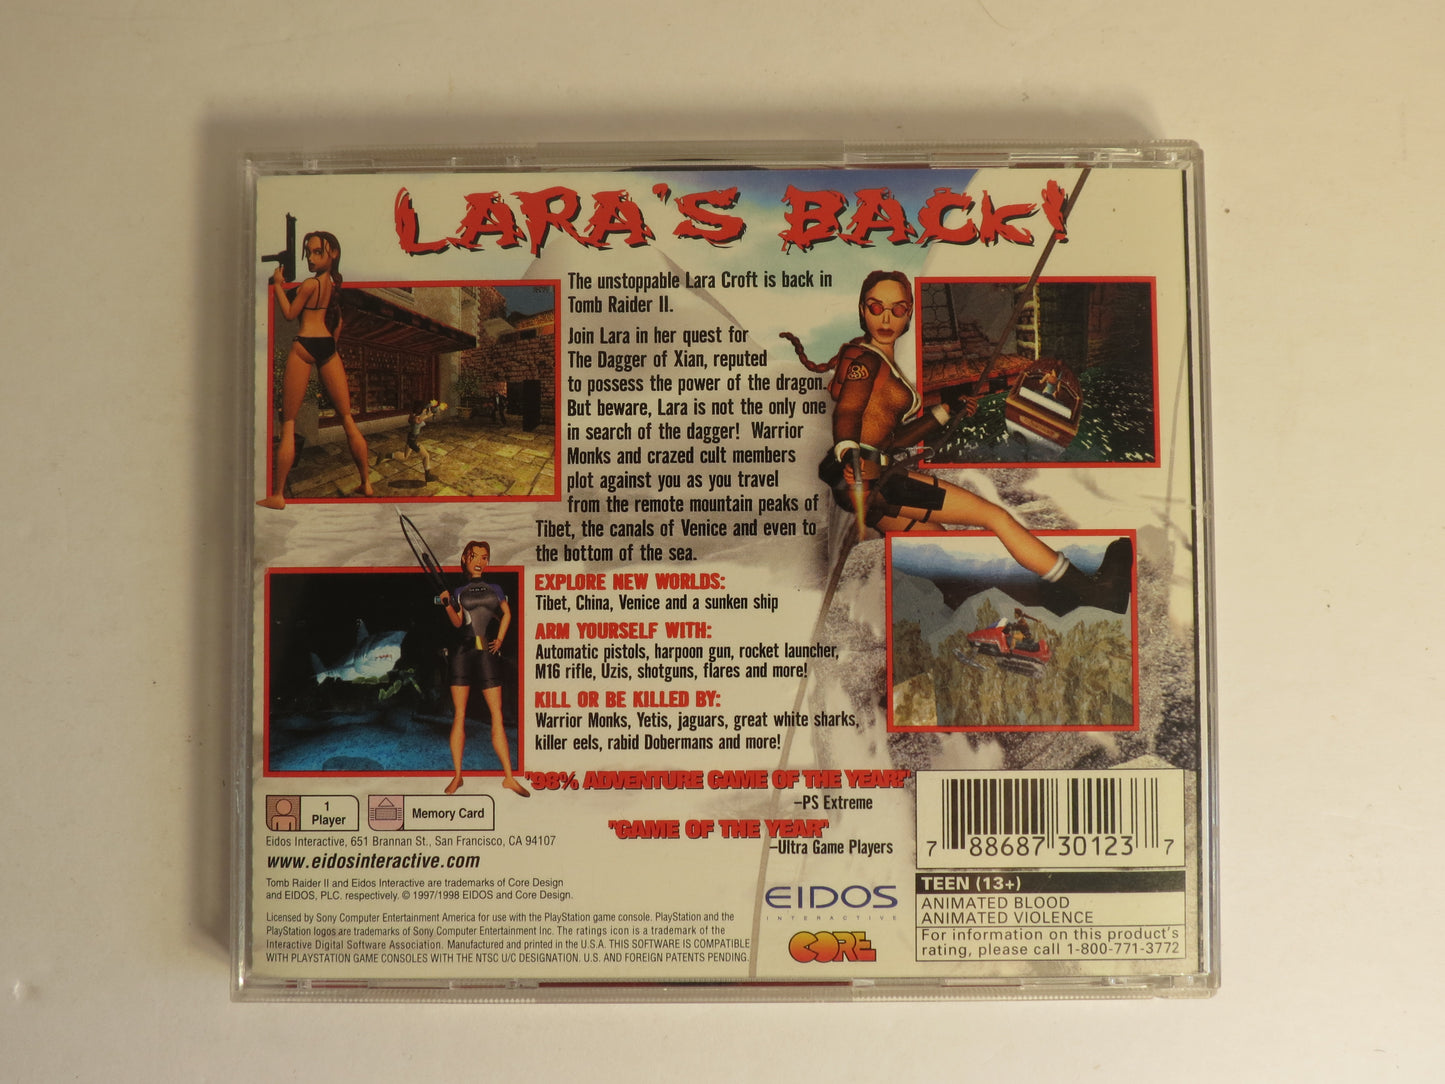 LARA'S BACK!
The unstoppable Lara Croft is back in
Tomb Raider II.
Join Lara in her quest for
The Dagger of Xian, reputed
to possess the power of the dragon.
But beware, Lara is not the only one
in search of the dagger! Warrior
Monks and crazed cult members
plot against you as you travel
from the remote mountain peaks of
Tibet, the canals of Venice and even to
the bottom of the sea.
EXPLORE NEW WORLDS:
Tibet, China, Venice and a sunken ship
ARM YOURSELF WITH:
Automatic pistols, harpoon gun, rocket launcher,
M16 rifle, Uzis, shotguns, flares and more!
KILL OR BE KILLED BY:
Warrior Monks, Yetis, jaguars, great white sharks,
killer eels, rabid Dobermans and more!
"98% ADVENTURE GAME OF THE YEAR!"
–PS Extreme
"GAME OF THE YEAR"
–Ultra Game Players
1
Player
Memory Card
Eidos Interactive, 651 Brannan St., San Francisco, CA 94107
www.eidosinteractive.com
Tomb Raider II and Eidos Interactive are trademarks of Core Design
and EIDOS, PLC. respectively. © 1997/1998 EIDOS and Core Design.
Licensed by Sony Computer Entertainment America for use with the PlayStation game console. PlayStation and the
PlayStation logos are trademarks of Sony Computer Entertainment Inc. The ratings icon is a trademark of the
Interactive Digital Software Association. Manufactured and printed in the U.S.A. THIS SOFTWARE IS COMPATIBLE
WITH PLAYSTATION GAME CONSOLES WITH THE NTSC U/C DESIGNATION. U.S. AND FOREIGN PATENTS PENDING.
EIDOS
INTERACTIVE
CORE
7 88687 30123 7
TEEN (13+)
ANIMATED BLOOD
ANIMATED VIOLENCE
For information on this product's
rating, please call 1-800-771-3772